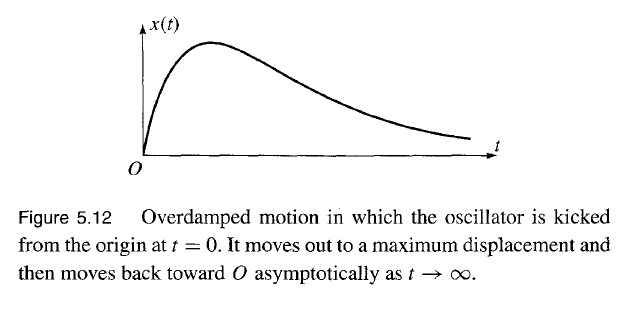 x(t)
t
O
Figure 5.12 Overdamped motion in which the oscillator is kicked
from the origin at t = 0. It moves out to a maximum displacement and
then moves back toward O asymptotically as t → ∞.